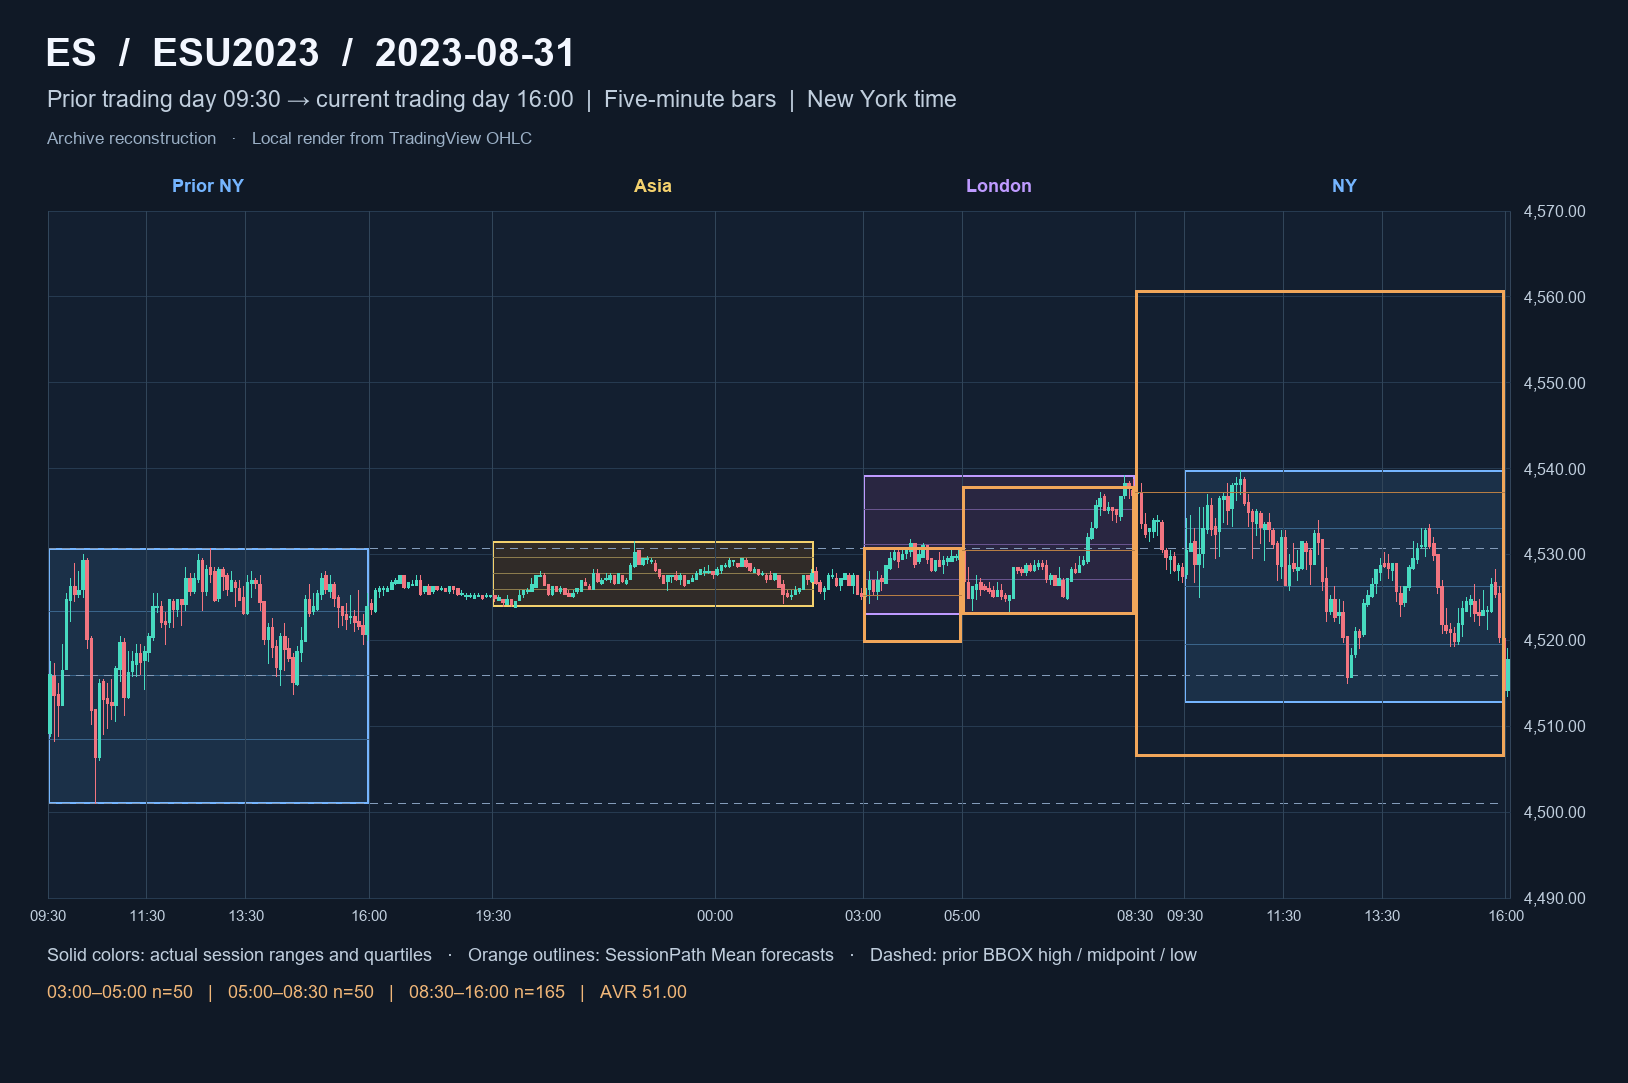 ES / ESU2023 / 2023-08-31
Prior trading day 09:30 → current trading day 16:00 | Five-minute bars | New York time
Archive reconstruction · Local render from TradingView OHLC
Prior NY Asia London NY
4,570.00
4,560.00
4,550.00
4,540.00
4,530.00
4,520.00
4,510.00
4,500.00
4,490.00
09:30 11:30 13:30 16:00 19:30 00:00 03:00 05:00 08:30 09:30 11:30 13:30 16:00
Solid colors: actual session ranges and quartiles · Orange outlines: SessionPath Mean forecasts · Dashed: prior BBOX high / midpoint / low
03:00–05:00 n=50 | 05:00–08:30 n=50 | 08:30–16:00 n=165 | AVR 51.00